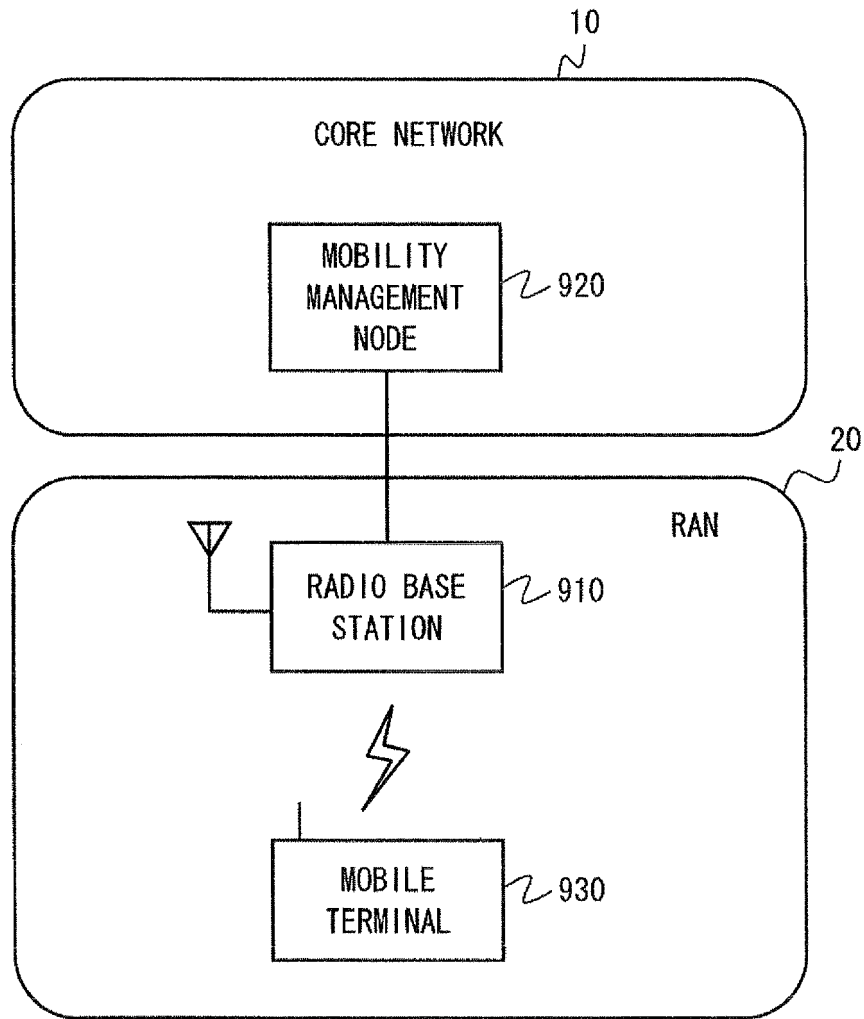 10
CORE NETWORK
MOBILITY
MANAGEMENT
NODE
920
20
RAN
RADIO BASE
STATION
910
MOBILE
TERMINAL
930